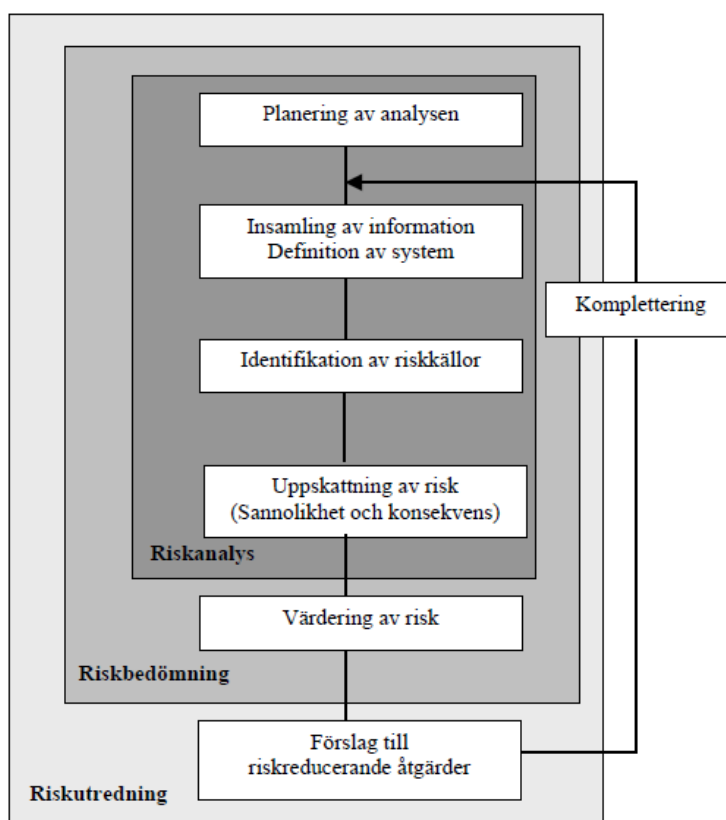 Planering av analysen
Insamling av information
Definition av system
Komplettering
Identifikation av riskkällor
Uppskattning av risk
(Sannolikhet och konsekvens)
Riskanalys
Värdering av risk
Riskbedömning
Förslag till
riskreducerande åtgärder
Riskutredning